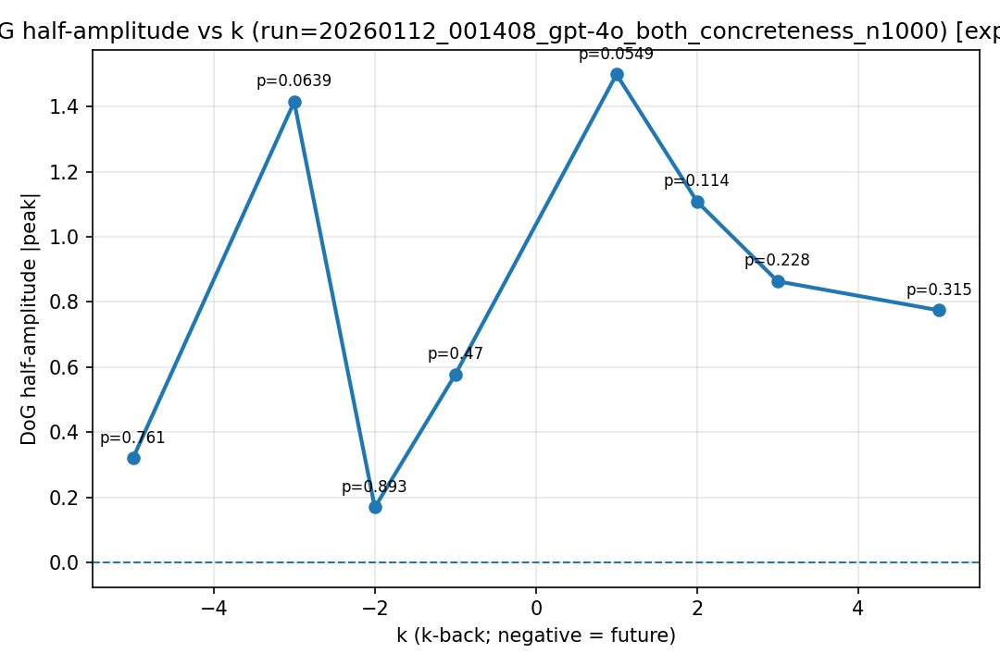 G half-amplitude vs k (run=20260112_001408_gpt-4o_both_concreteness_n1000) [exp
p=0.0549
p=0.0639
p=0.114
p=0.228
p=0.315
p=0.47
p=0.761
p=0.893
1.4
1.2
1.0
0.8
0.6
0.4
0.2
0.0
DoG half-amplitude |peak|
−4
−2
0
2
4
k (k-back; negative = future)